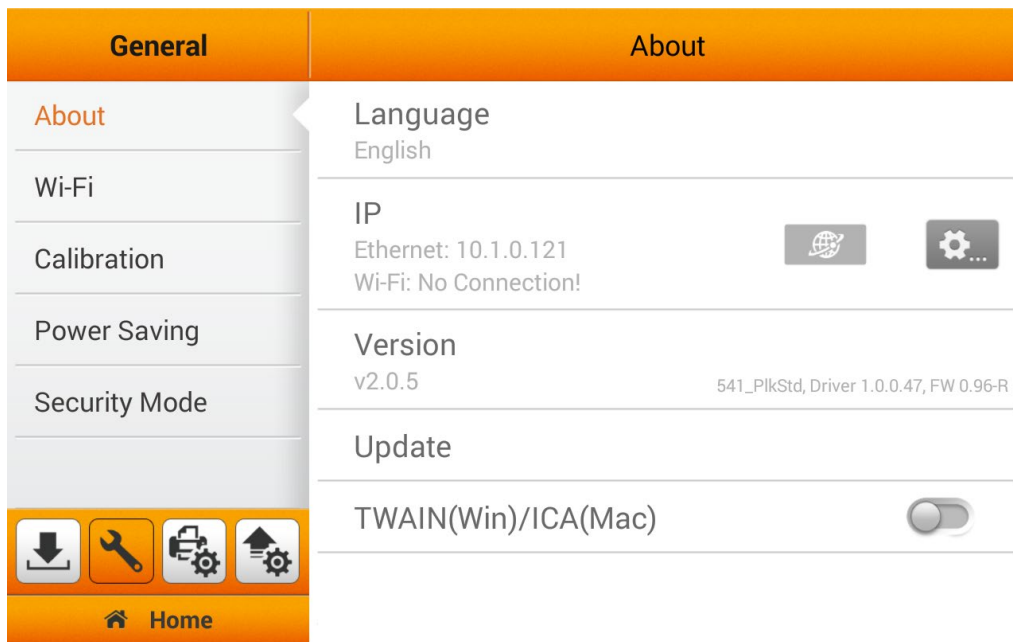 General
About
About
Wi-Fi
Calibration
Power Saving
Security Mode
Home
Language
English
IP
Ethernet: 10.1.0.121
Wi-Fi: No Connection!
...
Version
v2.0.5
541_PlkStd, Driver 1.0.0.47, FW 0.96-R
Update
TWAIN(Win)/ICA(Mac)